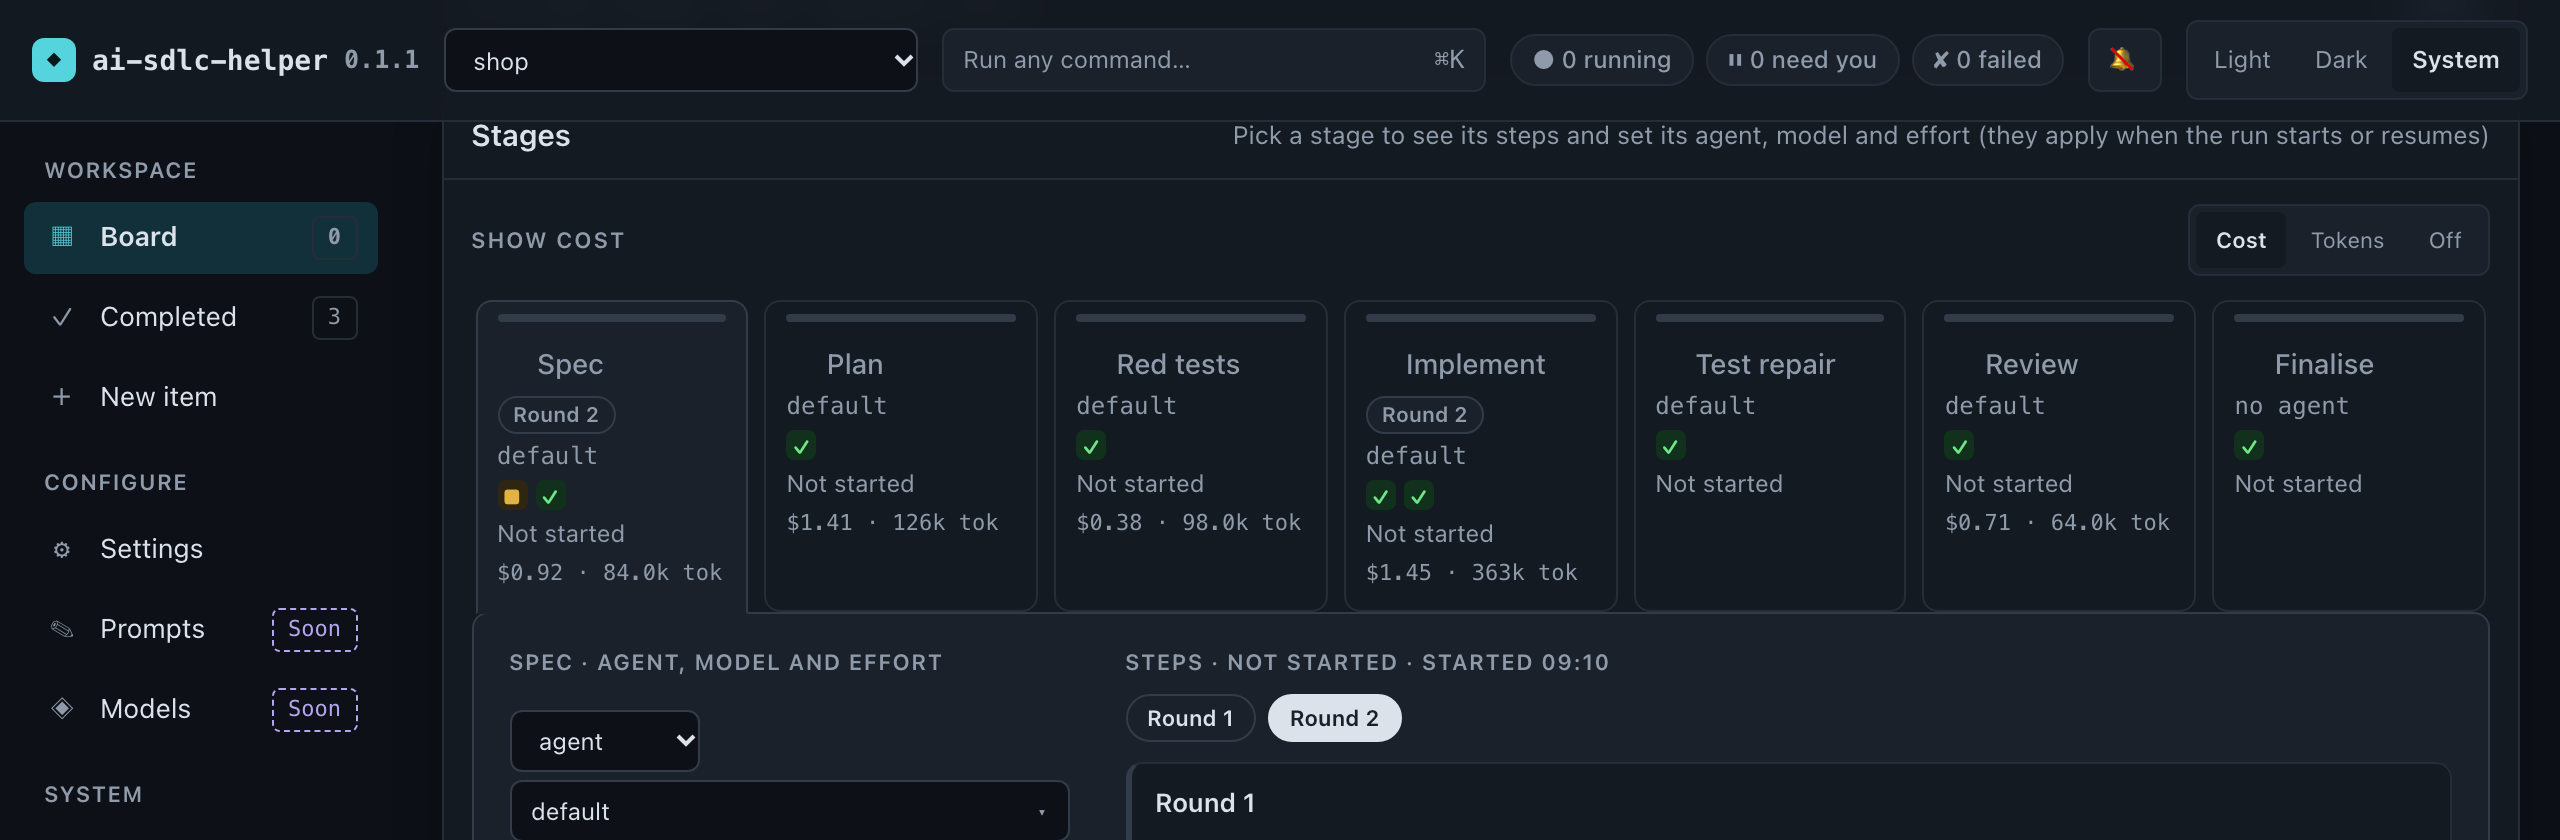 ai-sdlc-helper 0.1.1
shop
Run any command... ⌘K
0 running
0 need you
✘ 0 failed
Light Dark System
WORKSPACE
Board 0
Completed 3
New item
CONFIGURE
Settings
Prompts Soon
Models Soon
SYSTEM
Stages
Pick a stage to see its steps and set its agent, model and effort (they apply when the run starts or resumes)
SHOW COST
Cost Tokens Off
Spec
Round 2
default
Not started
$0.92 · 84.0k tok
Plan
default
Not started
$1.41 · 126k tok
Red tests
default
Not started
$0.38 · 98.0k tok
Implement
Round 2
default
Not started
$1.45 · 363k tok
Test repair
default
Not started
Review
default
Not started
$0.71 · 64.0k tok
Finalise
no agent
Not started
SPEC · AGENT, MODEL AND EFFORT
agent
default
STEPS · NOT STARTED · STARTED 09:10
Round 1 Round 2
Round 1